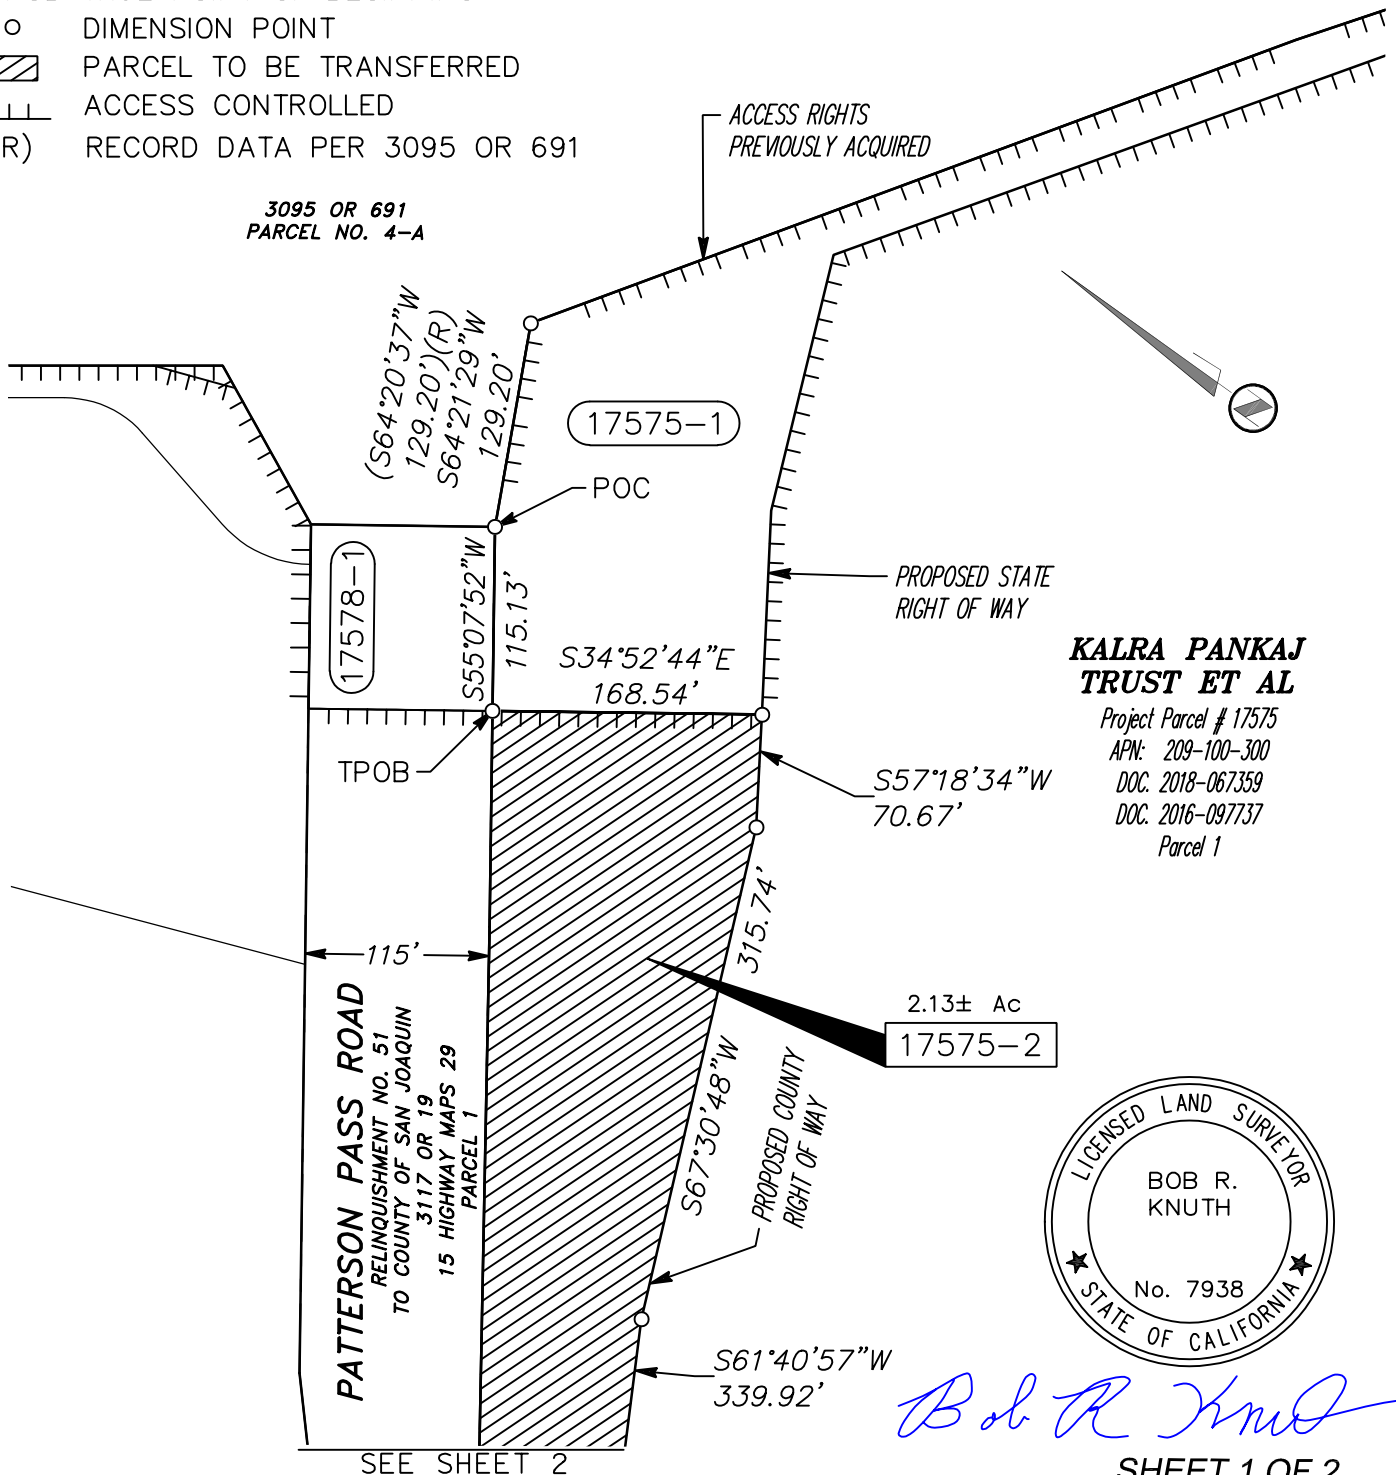 DIMENSION POINT
PARCEL TO BE TRANSFERRED
ACCESS CONTROLLED
R) RECORD DATA PER 3095 OR 691
3095 OR 691
PARCEL NO. 4-A
ACCESS RIGHTS
PREVIOUSLY ACQUIRED
(S64°20'37"W
129.20')(R)
S64°21'29"W
129.20'
17575-1
POC
17578-1
S55°07'52"W
115.13'
S34°52'44"E
168.54'
PROPOSED STATE
RIGHT OF WAY
KALRA PANKAJ
TRUST ET AL
Project Parcel # 17575
APN: 209-100-300
DOC. 2018-067359
DOC. 2016-097737
Parcel 1
TPOB
S57°18'34"W
70.67'
315.74'
S67°30'48"W
115'
2.13± Ac
17575-2
PATTERSON PASS ROAD
RELINQUISHMENT NO. 51
TO COUNTY OF SAN JOAQUIN
3117 OR 19
15 HIGHWAY MAPS 29
PARCEL 1
PROPOSED COUNTY
RIGHT OF WAY
LICENSED LAND SURVEYOR
BOB R.
KNUTH
No. 7938
STATE OF CALIFORNIA
S61°40'57"W
339.92'
Bob R Knuth
SEE SHEET 2
SHEET 1 OF 2